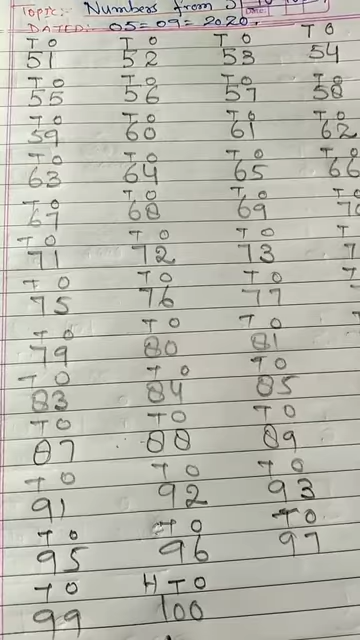 Topic:- Numbers from 5
DATED:- 05-09-2020.
T O T O T O T O
51 52 53 54
T O T O T O T O
55 56 57 58
T O T O T O T O
59 60 61 62
T O T O T O T O
63 64 65 66
T O T O T O T O
67 68 69
T O T O T O T
71 72 73
T O T O T O T
75 76 77
T O T O T O
79 80 81
T O T O T O
83 84 85
T O T O T O
87 88 89
T O T O T O
91 92 93
T O T O T O
95 96 97
T O H T O
99 100